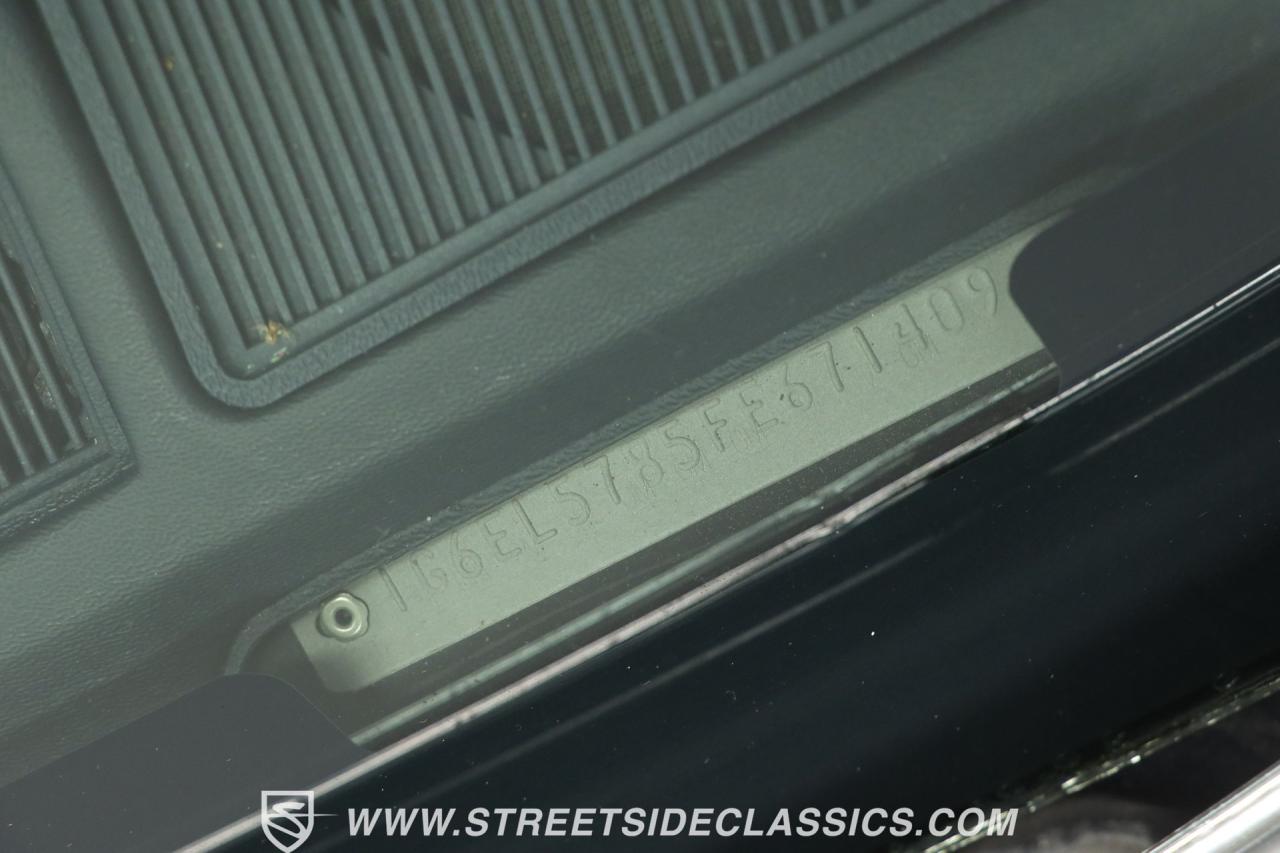 1G6EL5785FE671409
WWW.STREETSIDECLASSICS.COM